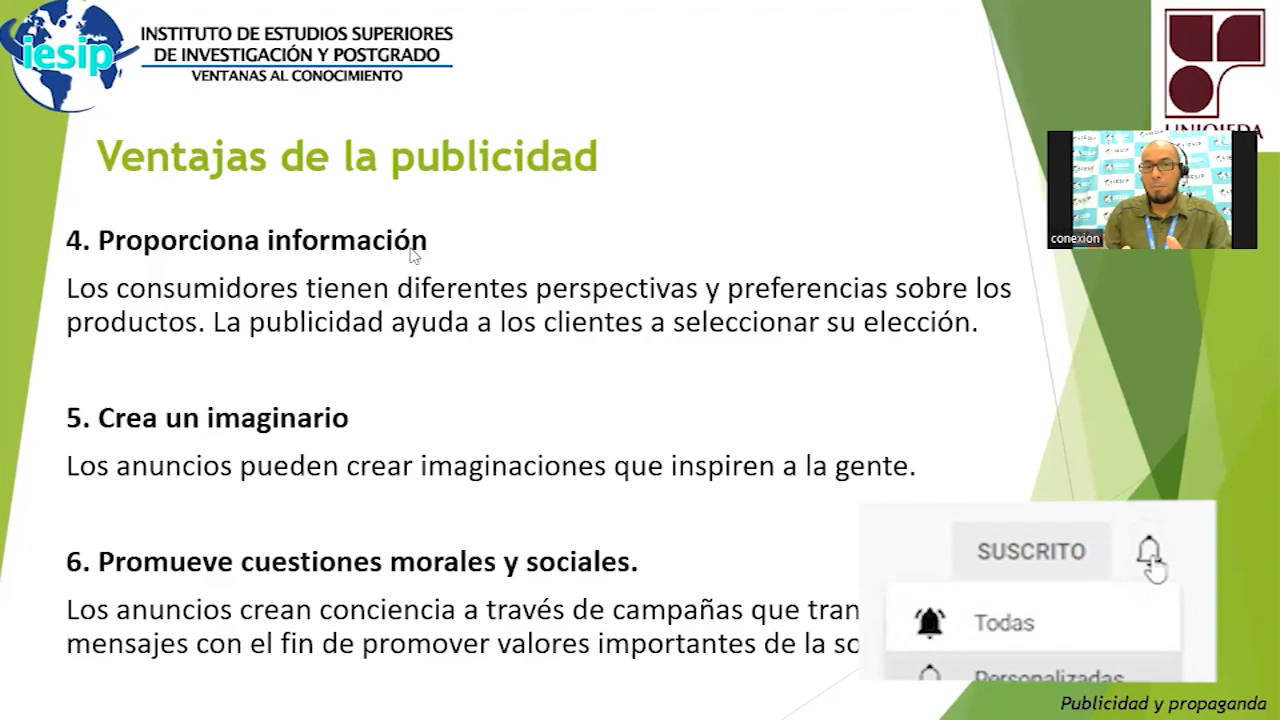 iesip
INSTITUTO DE ESTUDIOS SUPERIORES
DE INVESTIGACIÓN Y POSTGRADO
VENTANAS AL CONOCIMIENTO
Ventajas de la publicidad
conexion
4. Proporciona información
Los consumidores tienen diferentes perspectivas y preferencias sobre los
productos. La publicidad ayuda a los clientes a seleccionar su elección.
5. Crea un imaginario
Los anuncios pueden crear imaginaciones que inspiren a la gente.
6. Promueve cuestiones morales y sociales.
Los anuncios crean conciencia a través de campañas que tran
mensajes con el fin de promover valores importantes de la so
SUSCRITO
Todas
Personalizadas
Publicidad y propaganda